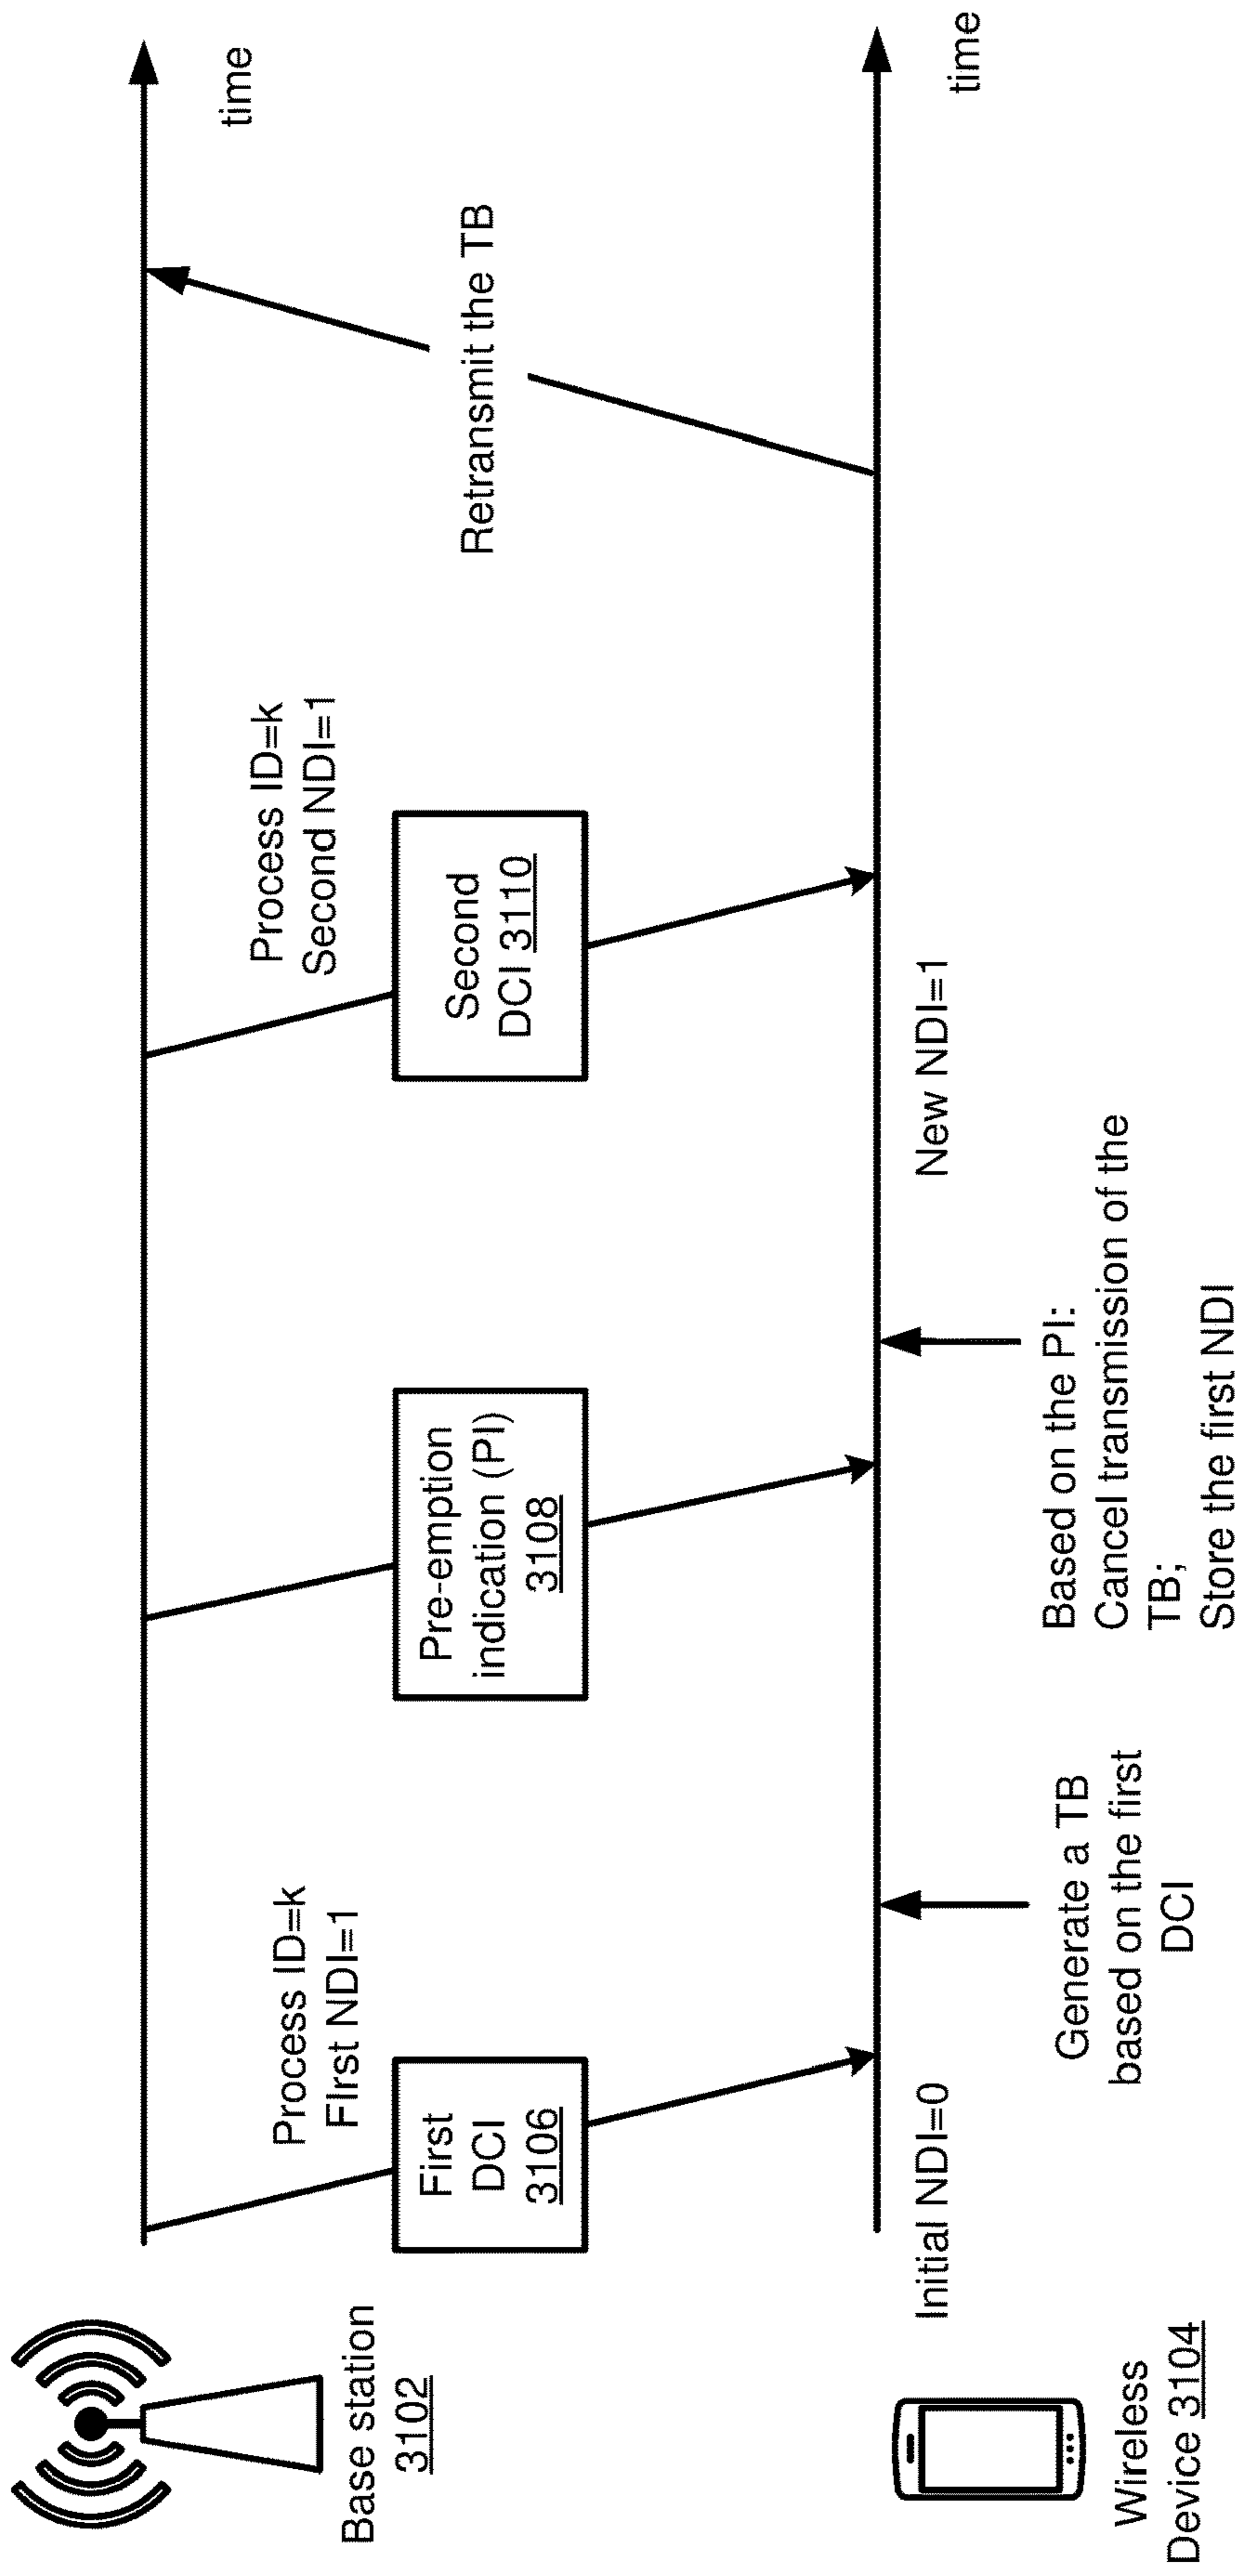 Base station
3102
time
Process ID=k
FIrst NDI=1
First
DCI
3106
Pre-emption
indication (PI)
3108
Process ID=k
Second NDI=1
Second
DCI 3110
Retransmit the TB
Wireless
Device 3104
Initial NDI=0
New NDI=1
time
Generate a TB
based on the first
DCI
Based on the PI:
Cancel transmission of the
TB;
Store the first NDI